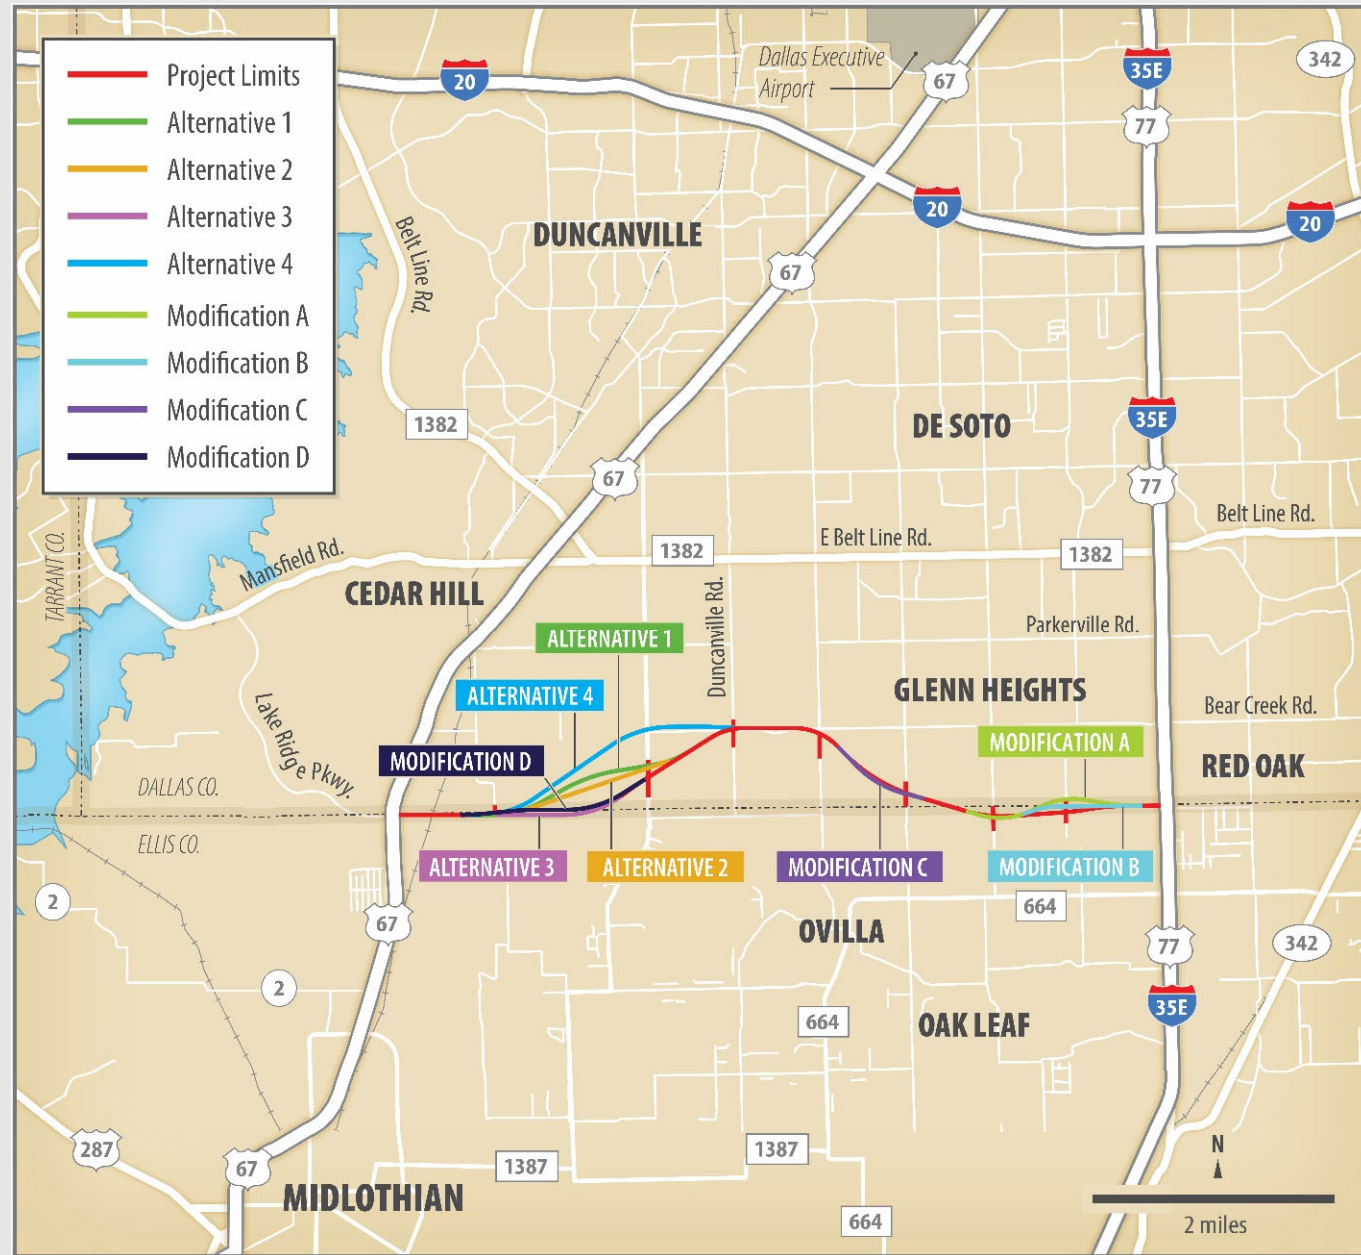 Project Limits
Alternative 1
Alternative 2
Alternative 3
Alternative 4
Modification A
Modification B
Modification C
Modification D
Dallas Executive
Airport
20
67
35E
77
342
20
20
Belt Line Rd.
DUNCANVILLE
67
1382
DE SOTO
35E
67
77
TARRANT CO.
Mansfield Rd.
1382
E Belt Line Rd.
1382
Belt Line Rd.
CEDAR HILL
Duncanville Rd.
Parkerville Rd.
ALTERNATIVE 1
ALTERNATIVE 4
GLENN HEIGHTS
Bear Creek Rd.
Lake Ridge Pkwy.
MODIFICATION D
MODIFICATION A
RED OAK
DALLAS CO.
ELLIS CO.
ALTERNATIVE 3
ALTERNATIVE 2
MODIFICATION C
MODIFICATION B
2
664
67
OVILLA
77
342
2
664
OAK LEAF
35E
287
67
1387
1387
MIDLOTHIAN
664
N
2 miles